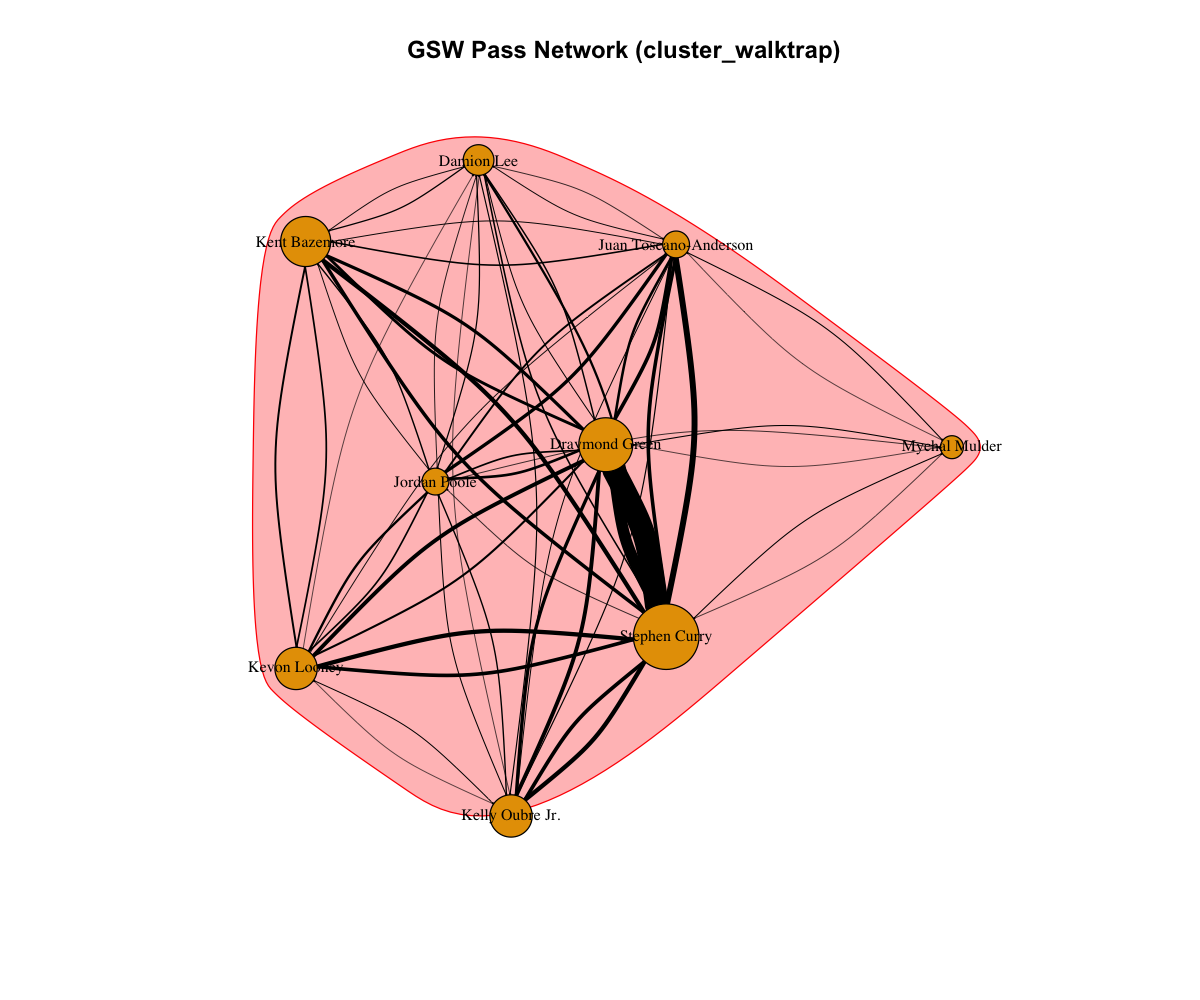 GSW Pass Network (cluster_walktrap)
Damion Lee
Kent Bazemore
Juan Toscano-Anderson
Draymond Green
Mychal Mulder
Jordan Poole
Stephen Curry
Kevon Looney
Kelly Oubre Jr.